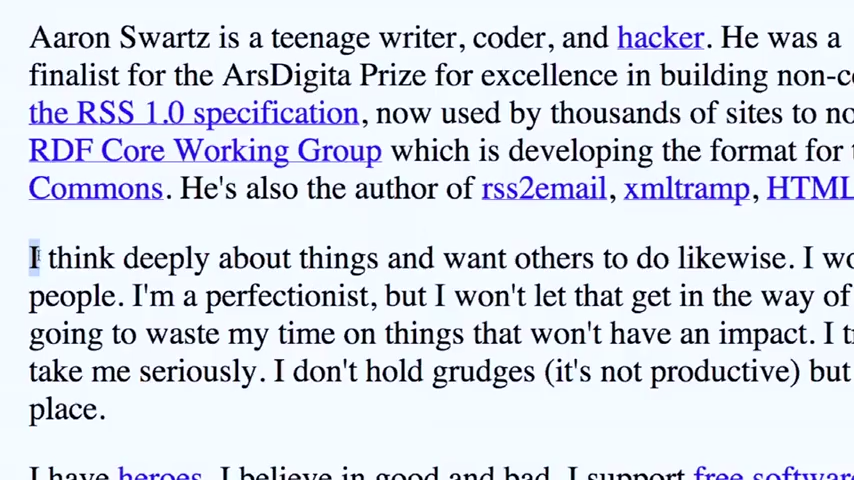 Aaron Swartz is a teenage writer, coder, and hacker. He was a
finalist for the ArsDigita Prize for excellence in building non-c
the RSS 1.0 specification, now used by thousands of sites to no
RDF Core Working Group which is developing the format for
Commons. He's also the author of rss2email, xmltramp, HTML
I think deeply about things and want others to do likewise. I wo
people. I'm a perfectionist, but I won't let that get in the way of
going to waste my time on things that won't have an impact. I t
take me seriously. I don't hold grudges (it's not productive) but
place.
I have heroes. I believe in good and bad. I support free software